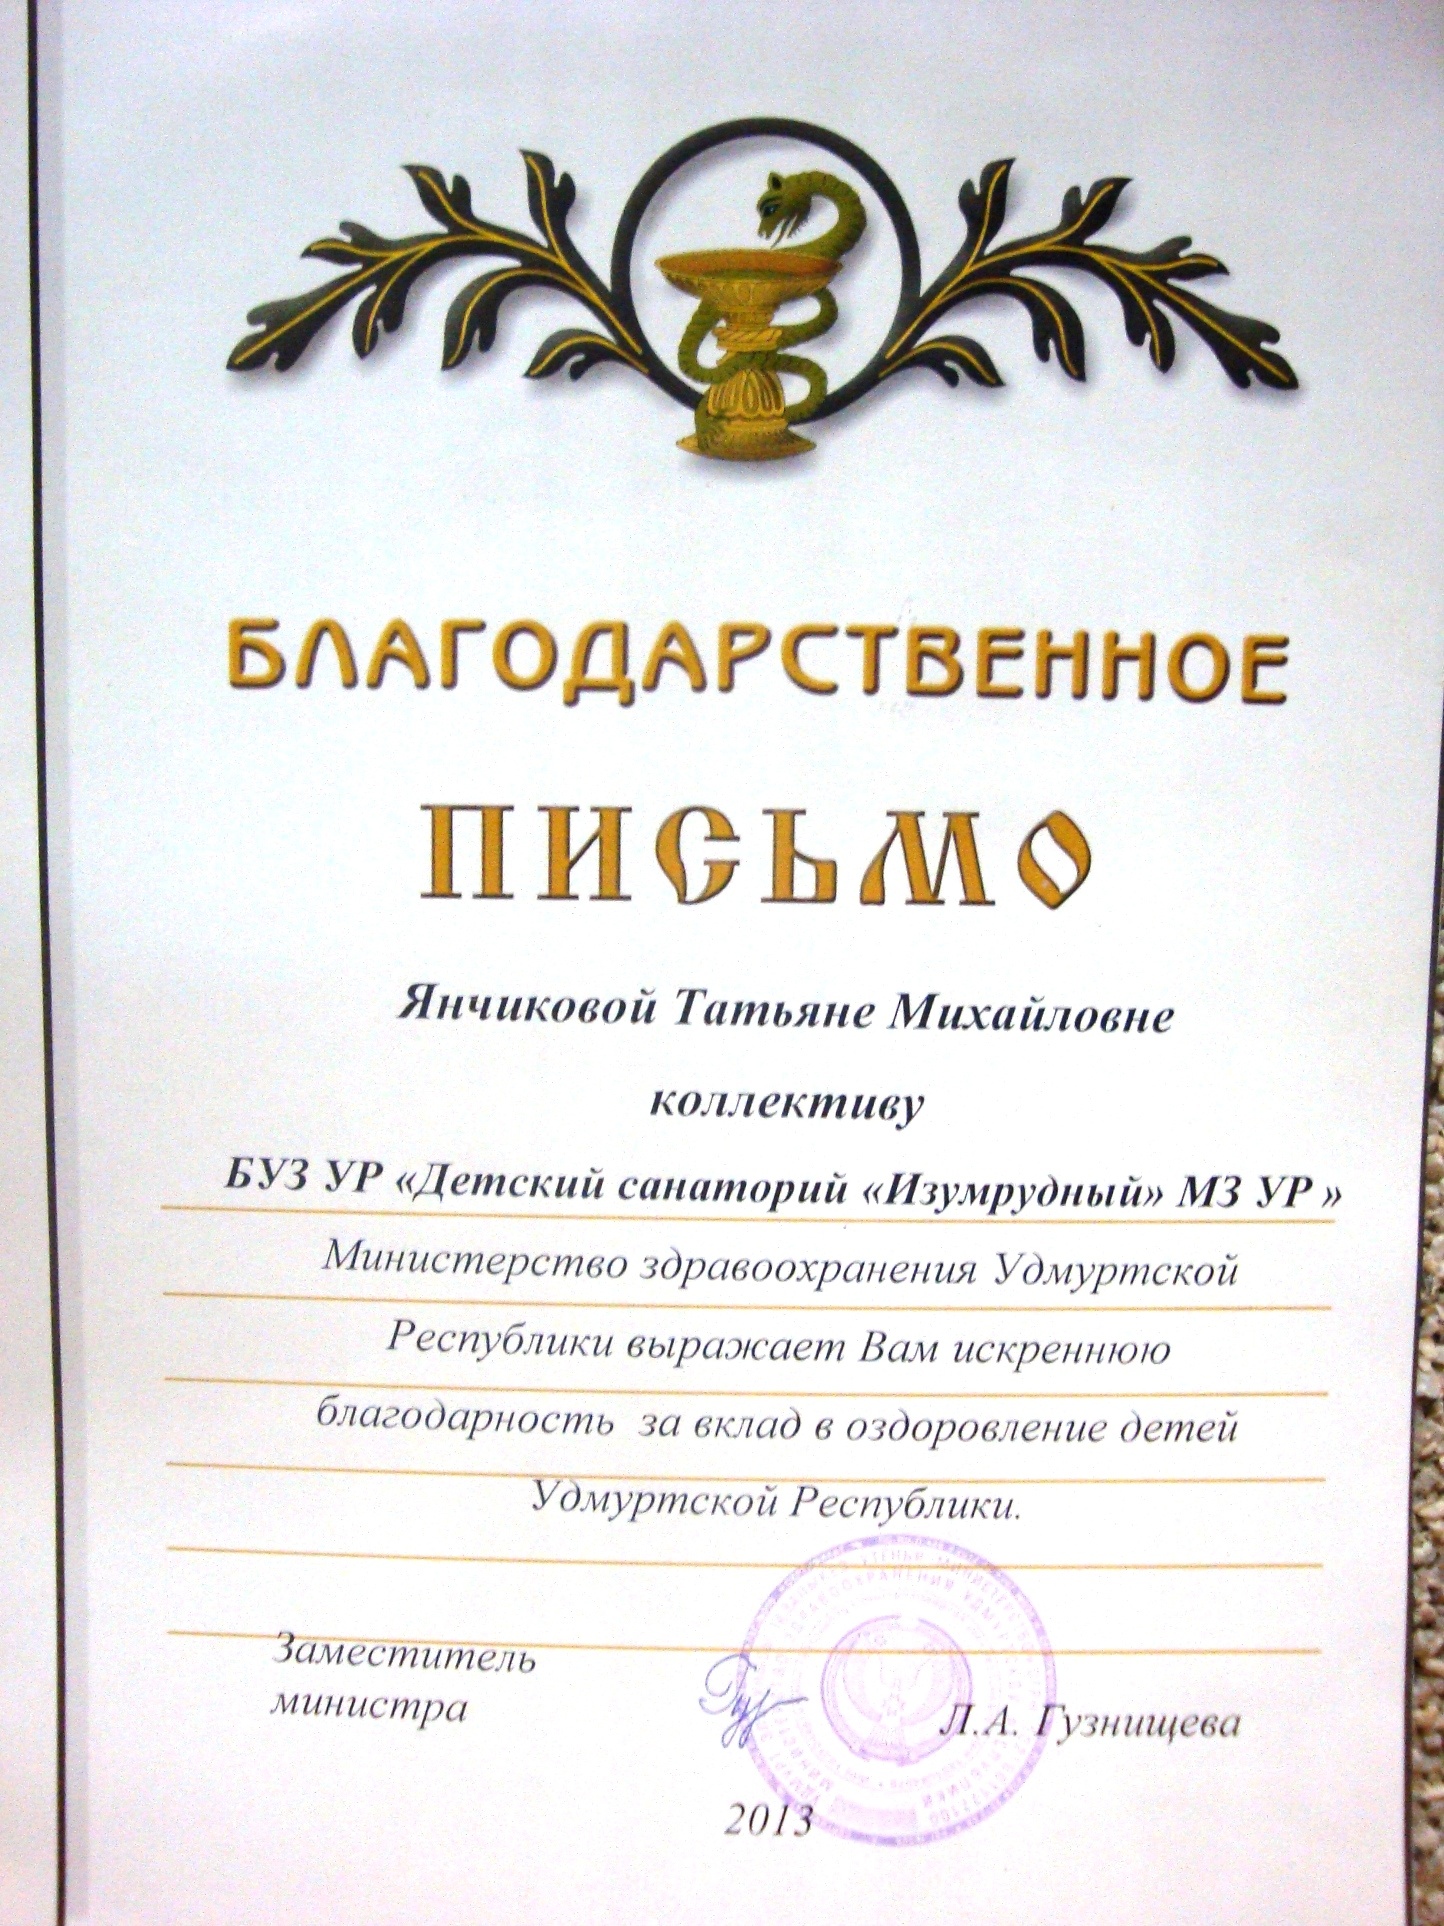 БЛАГОДАРСТВЕННОЕ
ПИСЬМО
Янчиковой Татьяне Михайловне
коллективу
БУЗ УР «Детский санаторий «Изумрудный» МЗ УР »
Министерство здравоохранения Удмуртской
Республики выражает Вам искреннюю
благодарность за вклад в оздоровление детей
Удмуртской Республики.
Заместитель
министра
Л.А. Гузнищева
2013